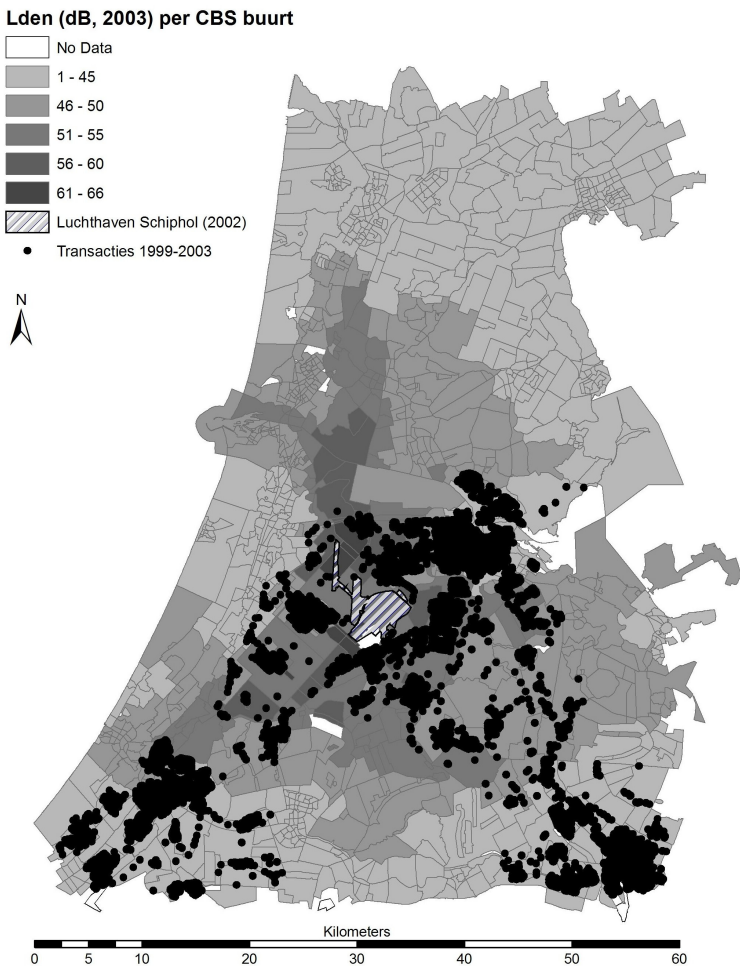 Lden (dB, 2003) per CBS buurt
No Data
1 - 45
46 - 50
51 - 55
56 - 60
61 - 66
Luchthaven Schiphol (2002)
Transacties 1999-2003
N
Kilometers
0 5 10 20 30 40 50 60